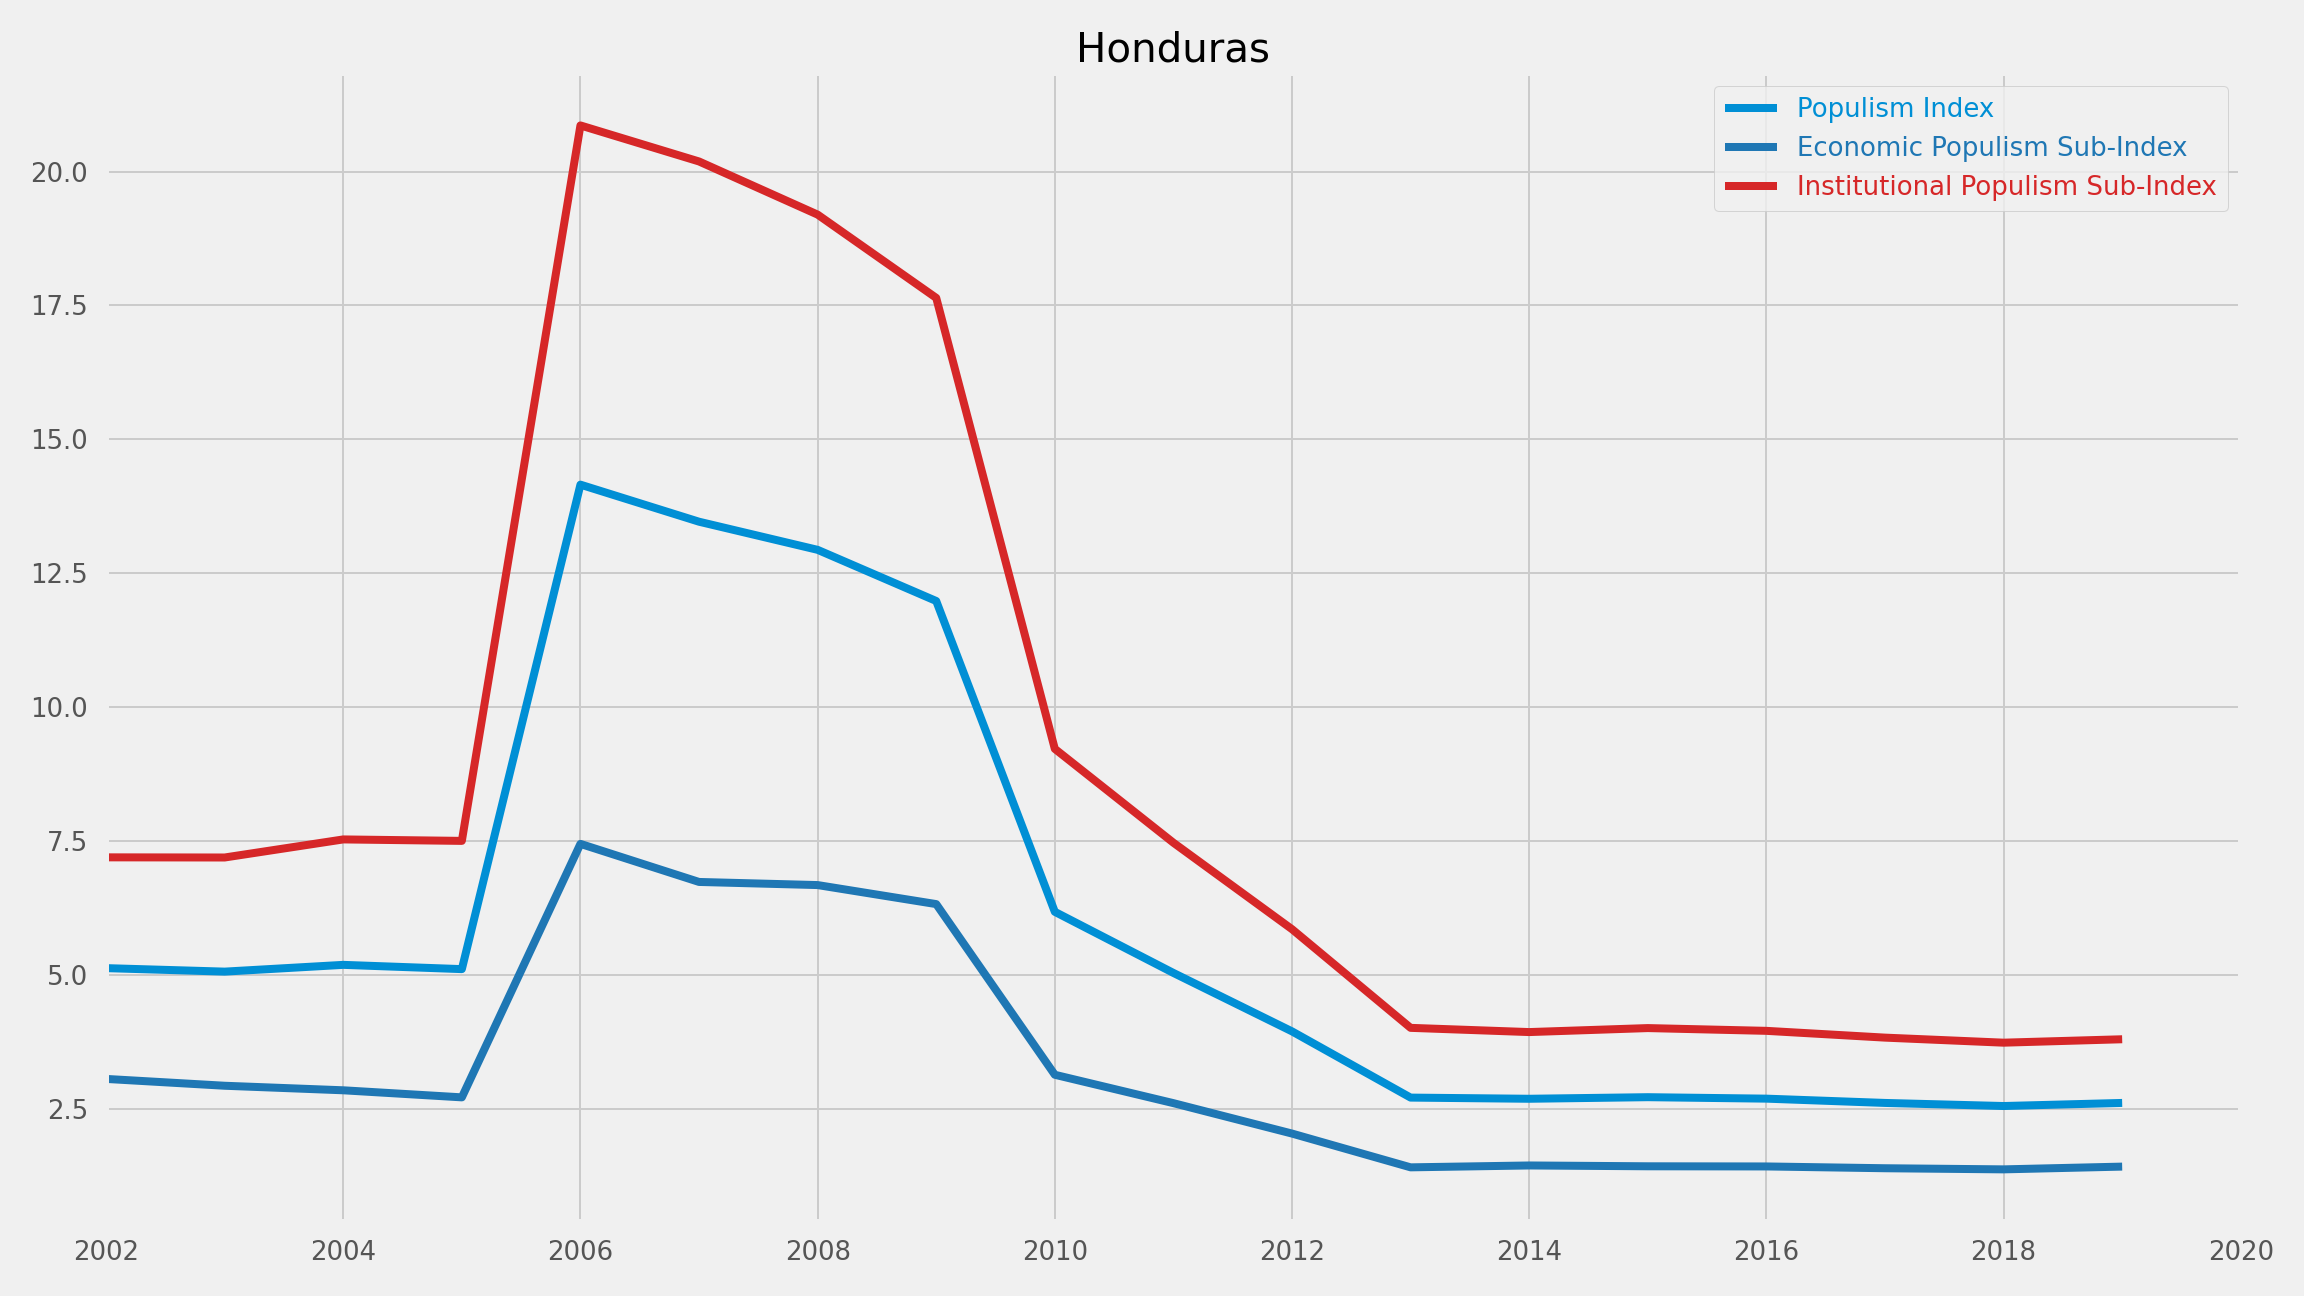 Honduras
Populism Index
Economic Populism Sub-Index
Institutional Populism Sub-Index
20.0
17.5
15.0
12.5
10.0
7.5
5.0
2.5
2002 2004 2006 2008 2010 2012 2014 2016 2018 2020